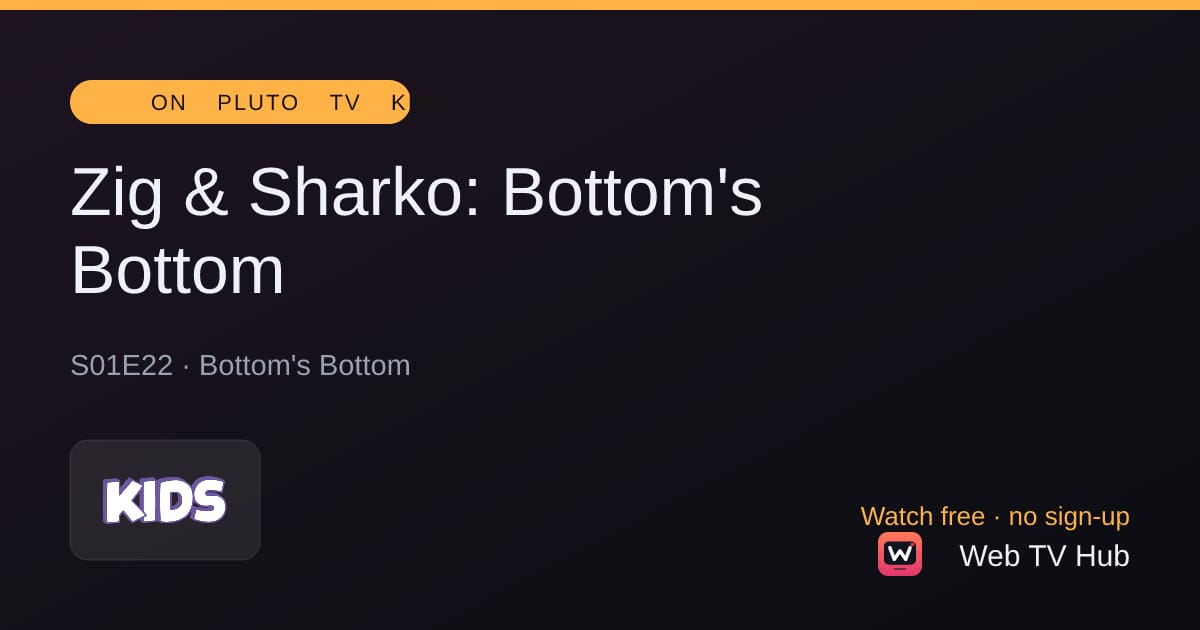 ON PLUTO TV K
Zig & Sharko: Bottom's
Bottom
S01E22 · Bottom's Bottom
KIDS
Watch free · no sign-up
W
Web TV Hub